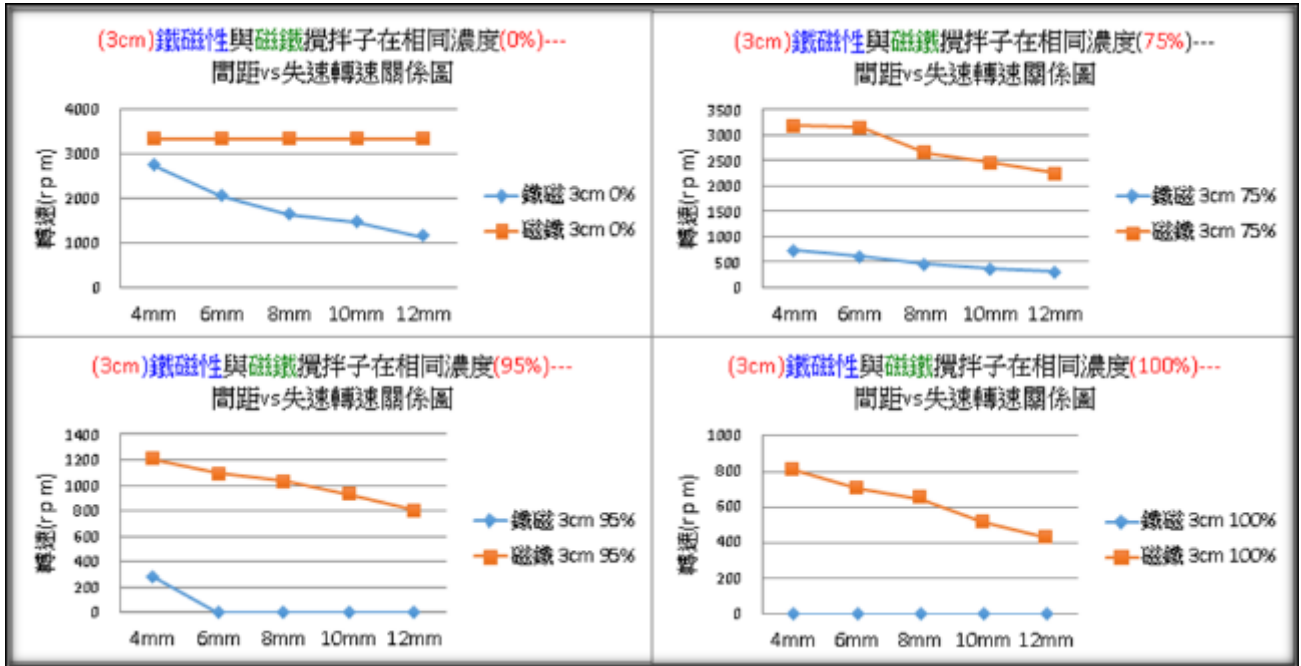 (3cm)鐵磁性與磁鐵攪拌子在相同濃度(0%)---
間距vs失速轉速關係圖
轉速(rpm)
4000
3000
2000
1000
0
4mm 6mm 8mm 10mm 12mm
鐵磁 3cm 0%
磁鐵 3cm 0%
(3cm)鐵磁性與磁鐵攪拌子在相同濃度(75%)---
間距vs失速轉速關係圖
轉速(rpm)
3500
3000
2500
2000
1500
1000
500
0
4mm 6mm 8mm 10mm 12mm
鐵磁 3cm 75%
磁鐵 3cm 75%
(3cm)鐵磁性與磁鐵攪拌子在相同濃度(95%)---
間距vs失速轉速關係圖
轉速(rpm)
1400
1200
1000
800
600
400
200
0
4mm 6mm 8mm 10mm 12mm
鐵磁 3cm 95%
磁鐵 3cm 95%
(3cm)鐵磁性與磁鐵攪拌子在相同濃度(100%)---
間距vs失速轉速關係圖
轉速(rpm)
1000
800
600
400
200
0
4mm 6mm 8mm 10mm 12mm
鐵磁 3cm 100%
磁鐵 3cm 100%